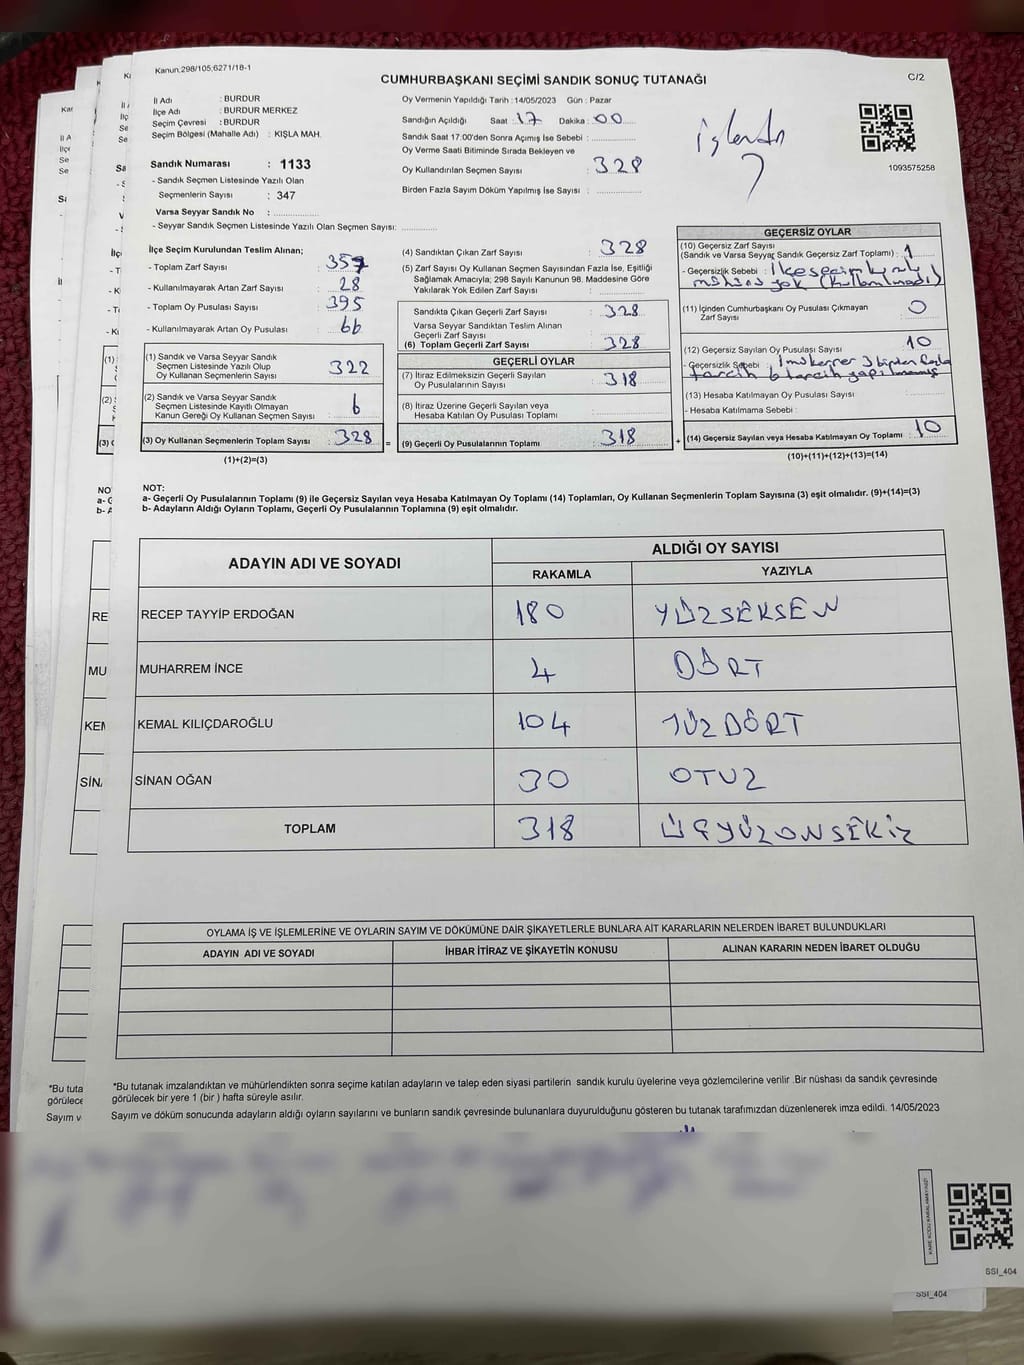 Kanun:298/105;6271/18-1
CUMHURBAŞKANI SEÇİMİ SANDIK SONUÇ TUTANAĞI
C/2
İl Adı : BURDUR
İlçe Adı : BURDUR MERKEZ
Seçim Çevresi : BURDUR
Seçim Bölgesi (Mahalle Adı) : KIŞLA MAH.
Sandık Numarası : 1133
- Sandık Seçmen Listesinde Yazılı Olan
Seçmenlerin Sayısı : 347
Varsa Seyyar Sandık No :
- Seyyar Sandık Seçmen Listesinde Yazılı Olan Seçmen Sayısı:
Oy Vermenin Yapıldığı Tarih :14/05/2023 Gün : Pazar
Sandığın Açıldığı Saat : 17 Dakika : 00
Sandık Saat 17:00'den Sonra Açımış İse Sebebi :
Oy Verme Saati Bitiminde Sırada Bekleyen ve
Oy Kullandırılan Seçmen Sayısı : 328
Birden Fazla Sayım Döküm Yapılmış İse Sayısı :
işlendi
1093575258
İlçe Seçim Kurulundan Teslim Alınan;
- Toplam Zarf Sayısı : 357
- Kullanılmayarak Artan Zarf Sayısı : 28
- Toplam Oy Pusulası Sayısı : 395
- Kullanılmayarak Artan Oy Pusulası : 66
(1) Sandık ve Varsa Seyyar Sandık
Seçmen Listesinde Yazılı Olup
Oy Kullanan Seçmenlerin Sayısı : 322
(2) Sandık ve Varsa Seyyar Sandık
Seçmen Listesinde Kayıtlı Olmayan
Kanun Gereği Oy Kullanan Seçmen Sayısı : 6
(3) Oy Kullanan Seçmenlerin Toplam Sayısı : 328 =
(1)+(2)=(3)
(4) Sandıktan Çıkan Zarf Sayısı : 328
(5) Zarf Sayısı Oy Kullanan Seçmen Sayısından Fazla İse, Eşitliği
Sağlamak Amacıyla; 298 Sayılı Kanunun 98. Maddesine Göre
Yakılarak Yok Edilen Zarf Sayısı :
Sandıkta Çıkan Geçerli Zarf Sayısı : 328
Varsa Seyyar Sandıktan Teslim Alınan
Geçerli Zarf Sayısı :
(6) Toplam Geçerli Zarf Sayısı : 328
GEÇERLİ OYLAR
(7) İtiraz Edilmeksizin Geçerli Sayılan
Oy Pusulalarının Sayısı : 318
(8) İtiraz Üzerine Geçerli Sayılan veya
Hesaba Katılan Oy Pusulası Toplamı :
(9) Geçerli Oy Pusulalarının Toplamı : 318 +
GEÇERSİZ OYLAR
(10) Geçersiz Zarf Sayısı
(Sandık ve Varsa Seyyar Sandık Geçersiz Zarf Toplamı) : 1
- Geçersizlik Sebebi : ilkeseçim
mührü yok (kullanılmadı)
(11) İçinden Cumhurbaşkanı Oy Pusulası Çıkmayan
Zarf Sayısı : 0
(12) Geçersiz Sayılan Oy Pusulası Sayısı : 10
- Geçersizlik Sebebi : 1 mükerrer 3 birden fazla
tercih 6 tercih yapılmamış
(13) Hesaba Katılmayan Oy Pusulası Sayısı :
- Hesaba Katılmama Sebebi :
(14) Geçersiz Sayılan veya Hesaba Katılmayan Oy Toplamı : 10
(10)+(11)+(12)+(13)=(14)
NOT:
a- Geçerli Oy Pusulalarının Toplamı (9) ile Geçersiz Sayılan veya Hesaba Katılmayan Oy Toplamı (14) Toplamları, Oy Kullanan Seçmenlerin Toplam Sayısına (3) eşit olmalıdır. (9)+(14)=(3)
b- Adayların Aldığı Oyların Toplamı, Geçerli Oy Pusulalarının Toplamına (9) eşit olmalıdır.
ADAYIN ADI VE SOYADI
ALDIĞI OY SAYISI
RAKAMLA YAZIYLA
RECEP TAYYİP ERDOĞAN 180 YÜZSEKSEN
MUHARREM İNCE 4 DÖRT
KEMAL KILIÇDAROĞLU 104 YÜZDÖRT
SİNAN OĞAN 30 OTUZ
TOPLAM 318 ÜÇYÜZONSEKİZ
OYLAMA İŞ VE İŞLEMLERİNE VE OYLARIN SAYIM VE DÖKÜMÜNE DAİR ŞİKAYETLERLE BUNLARA AİT KARARLARIN NELERDEN İBARET BULUNDUKLARI
ADAYIN ADI VE SOYADI İHBAR İTİRAZ VE ŞİKAYETİN KONUSU ALINAN KARARIN NEDEN İBARET OLDUĞU
*Bu tutanak imzalandıktan ve mühürlendikten sonra seçime katılan adayların ve talep eden siyasi partilerin sandık kurulu üyelerine veya gözlemcilerine verilir .Bir nüshası da sandık çevresinde
görülecek bir yere 1 (bir ) hafta süreyle asılır.
Sayım ve döküm sonucunda adayların aldığı oyların sayılarını ve bunların sandık çevresinde bulunanlara duyurulduğunu gösteren bu tutanak tarafımızdan düzenlenerek imza edildi. 14/05/2023
KARE KODU KARALAMAYINIZ!
SSI_404
SSI_404